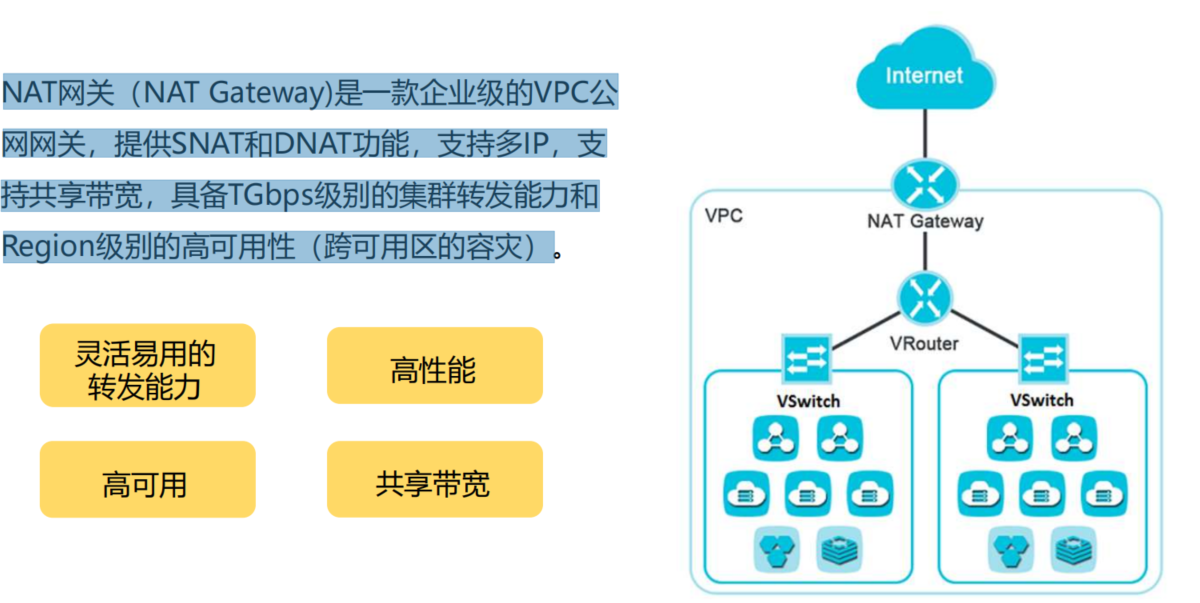 NAT网关（NAT Gateway)是一款企业级的VPC公
网网关，提供SNAT和DNAT功能，支持多IP，支
持共享带宽，具备TGbps级别的集群转发能力和
Region级别的高可用性（跨可用区的容灾）。
灵活易用的
转发能力
高性能
高可用
共享带宽
Internet
VPC
NAT Gateway
VRouter
VSwitch
VSwitch